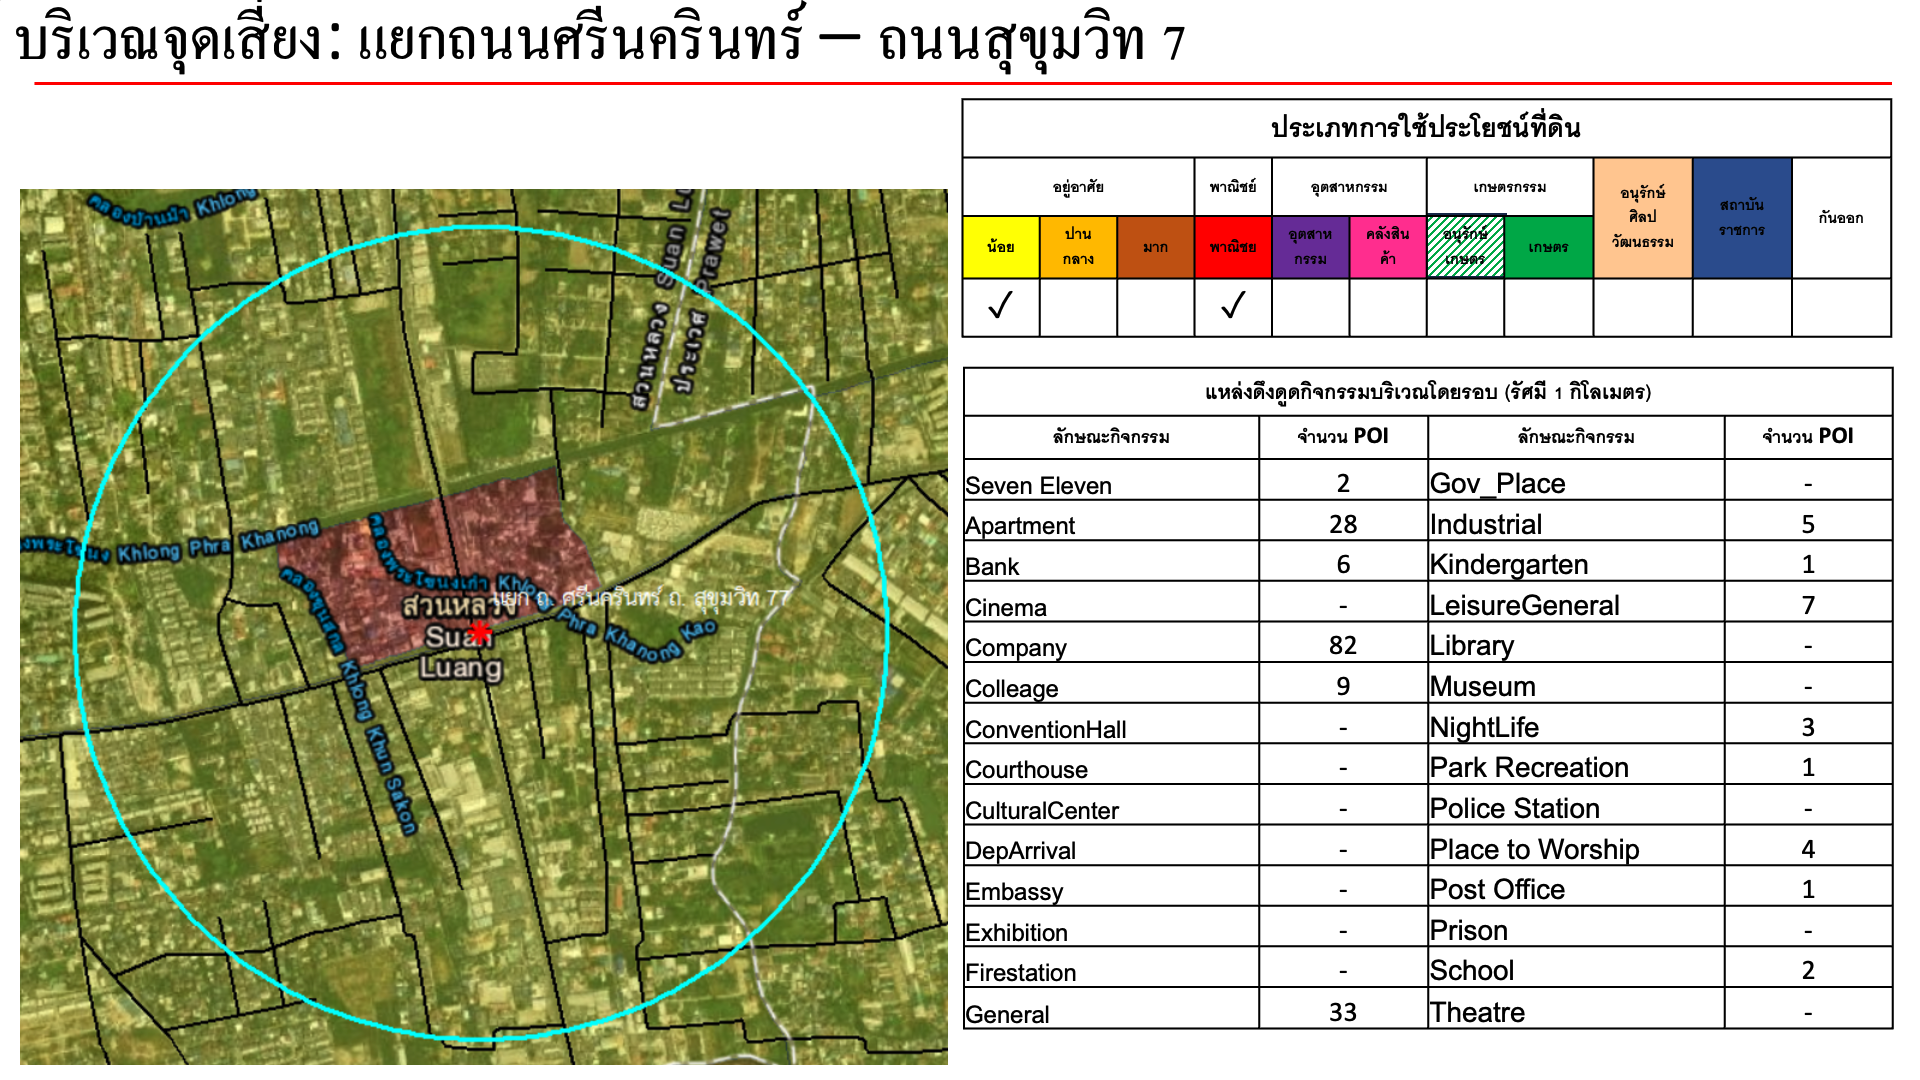 บริเวณจุดเสี่ยง: แยกถนนศรีนครินทร์ – ถนนสุขุมวิท 7
ประเภทการใช้ประโยชน์ที่ดิน
อยู่อาศัย พาณิชย์ อุตสาหกรรม เกษตรกรรม อนุรักษ์ศิลปวัฒนธรรม สถาบันราชการ กันออก
น้อย ปานกลาง มาก พาณิชย อุตสาหกรรม คลังสินค้า อนุรักษ์เกษตร เกษตร
✓ ✓
แหล่งดึงดูดกิจกรรมบริเวณโดยรอบ (รัศมี 1 กิโลเมตร)
ลักษณะกิจกรรม จำนวน POI ลักษณะกิจกรรม จำนวน POI
Seven Eleven 2 Gov_Place -
Apartment 28 Industrial 5
Bank 6 Kindergarten 1
Cinema - LeisureGeneral 7
Company 82 Library -
Colleage 9 Museum -
ConventionHall - NightLife 3
Courthouse - Park Recreation 1
CulturalCenter - Police Station -
DepArrival - Place to Worship 4
Embassy - Post Office 1
Exhibition - Prison -
Firestation - School 2
General 33 Theatre -
คลองบ้านม้า Khlong
สวนหลวง Suan Lu
ประเวศ Prawet
งพระโขนง Khlong Phra Khanong
คลองพระโขนงเก่า Khlo Phra Khanong Kao
คลองขุนสกล Khlong Khun Sakon
แยก ถ. ศรีนครินทร์ ถ. สุขุมวิท 77
สวนหลวง
Suan
Luang